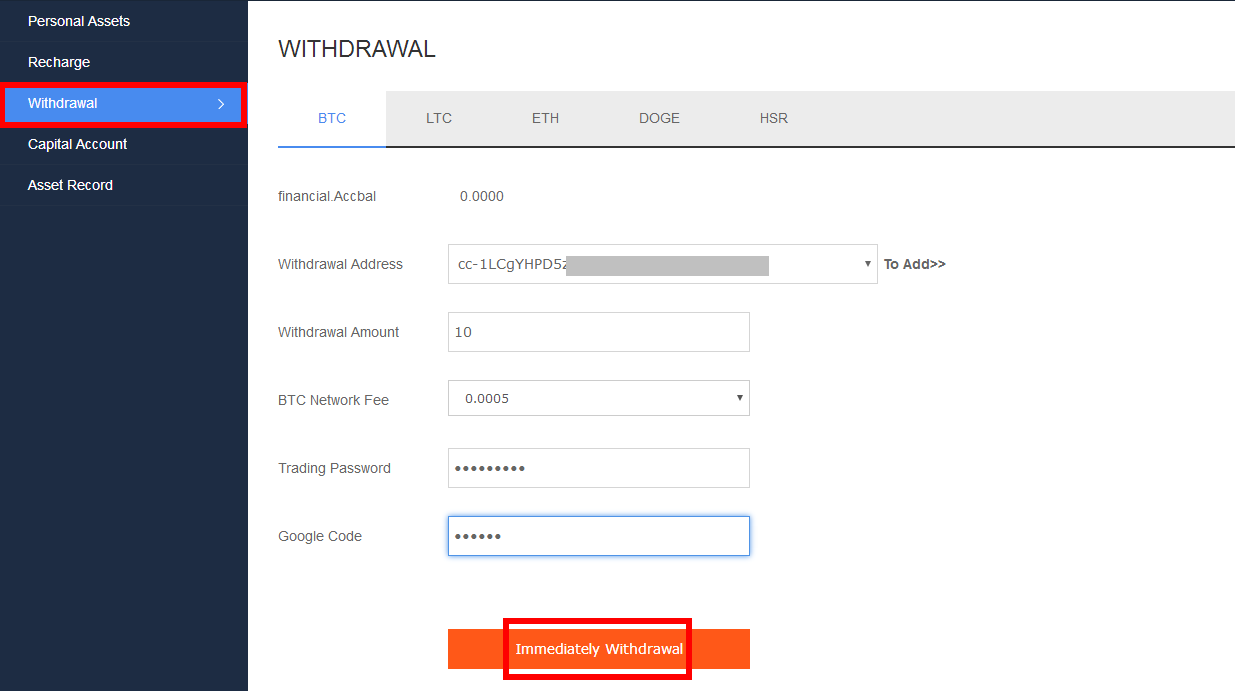 Personal Assets
Recharge
Withdrawal
Capital Account
Asset Record
WITHDRAWAL
BTC LTC ETH DOGE HSR
financial.Accbal 0.0000
Withdrawal Address cc-1LCgYHPD5z To Add>>
Withdrawal Amount 10
BTC Network Fee 0.0005
Trading Password •••••••••
Google Code ••••••
Immediately Withdrawal